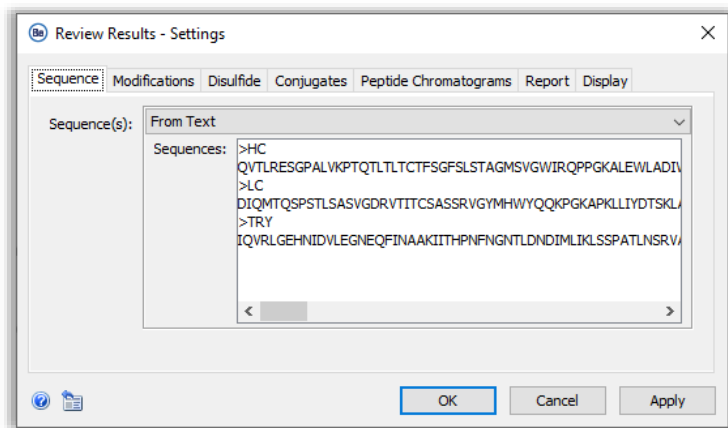 Review Results - Settings
Sequence Modifications Disulfide Conjugates Peptide Chromatograms Report Display
Sequence(s): From Text
Sequences: >HC
QVTLRESGPALVKPTQTLTLTCTFSGFSLSTAGMSVGWIRQPPGKALEWLADIV
>LC
DIQMTQSPSTLSASVGDRVTITCSASSRVGYMHWYQQKPGKAPKLLIYDTSKLA
>TRY
IQVRLGEHNIDVLEGNEQFINAAKIITHPNFNGNTLDNDIMLIKLSSPATLNSRVA
OK Cancel Apply